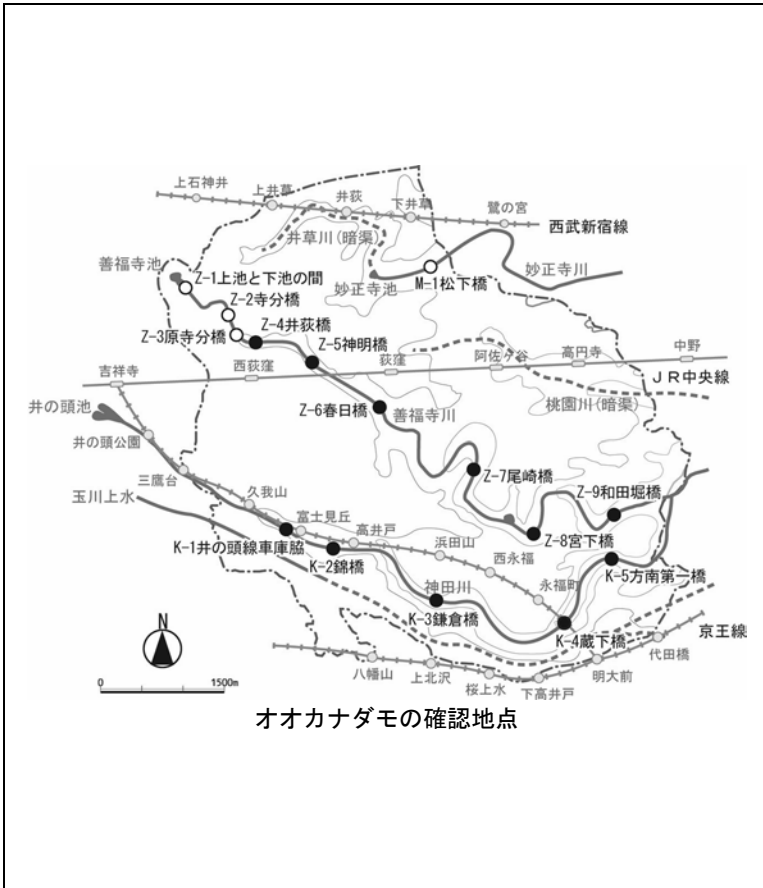 上石神井
上井草
井荻
下井草
鷺の宮
西武新宿線
井草川(暗渠)
善福寺池
Z-1上池と下池の間
妙正寺池
M-1松下橋
妙正寺川
Z-2寺分橋
Z-3原寺分橋
Z-4井荻橋
Z-5神明橋
吉祥寺
西荻窪
荻窪
阿佐ヶ谷
高円寺
中野
JR中央線
井の頭池
Z-6春日橋
善福寺川
桃園川(暗渠)
井の頭公園
三鷹台
Z-7尾崎橋
玉川上水
久我山
Z-9和田堀橋
富士見丘
高井戸
K-1井の頭線車庫脇
浜田山
Z-8宮下橋
K-2錦橋
西永福
K-5方南第一橋
神田川
永福町
K-3鎌倉橋
K-4蔵下橋
京王線
N
代田橋
八幡山
上北沢
桜上水
下高井戸
明大前
0 1500m
オオカナダモの確認地点